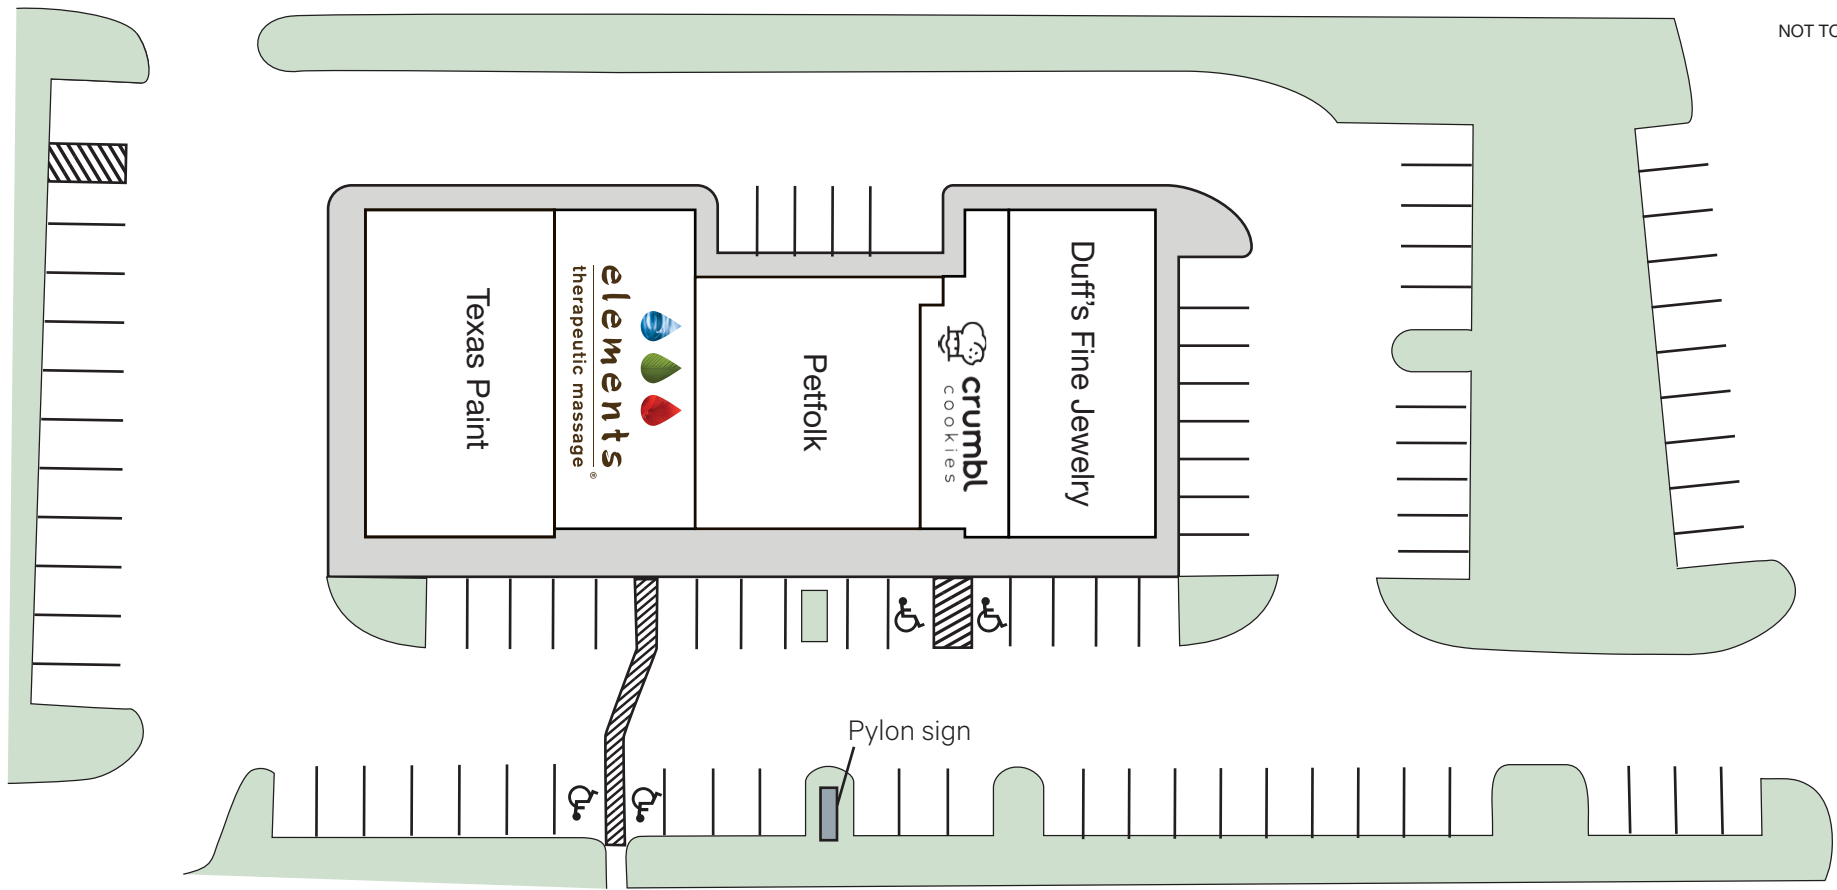 NOT TO
Texas Paint
elements
therapeutic massage®
Petfolk
crumbl
cookies
Duff's Fine Jewelry
Pylon sign